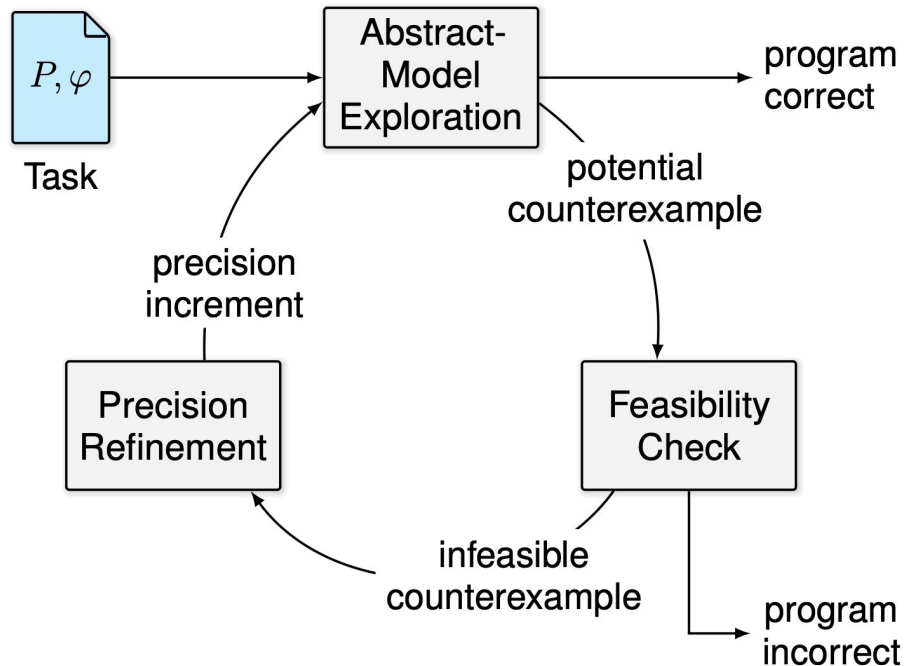 P, φ
Task
Abstract-
Model
Exploration
program
correct
potential
counterexample
Feasibility
Check
program
incorrect
infeasible
counterexample
Precision
Refinement
precision
increment